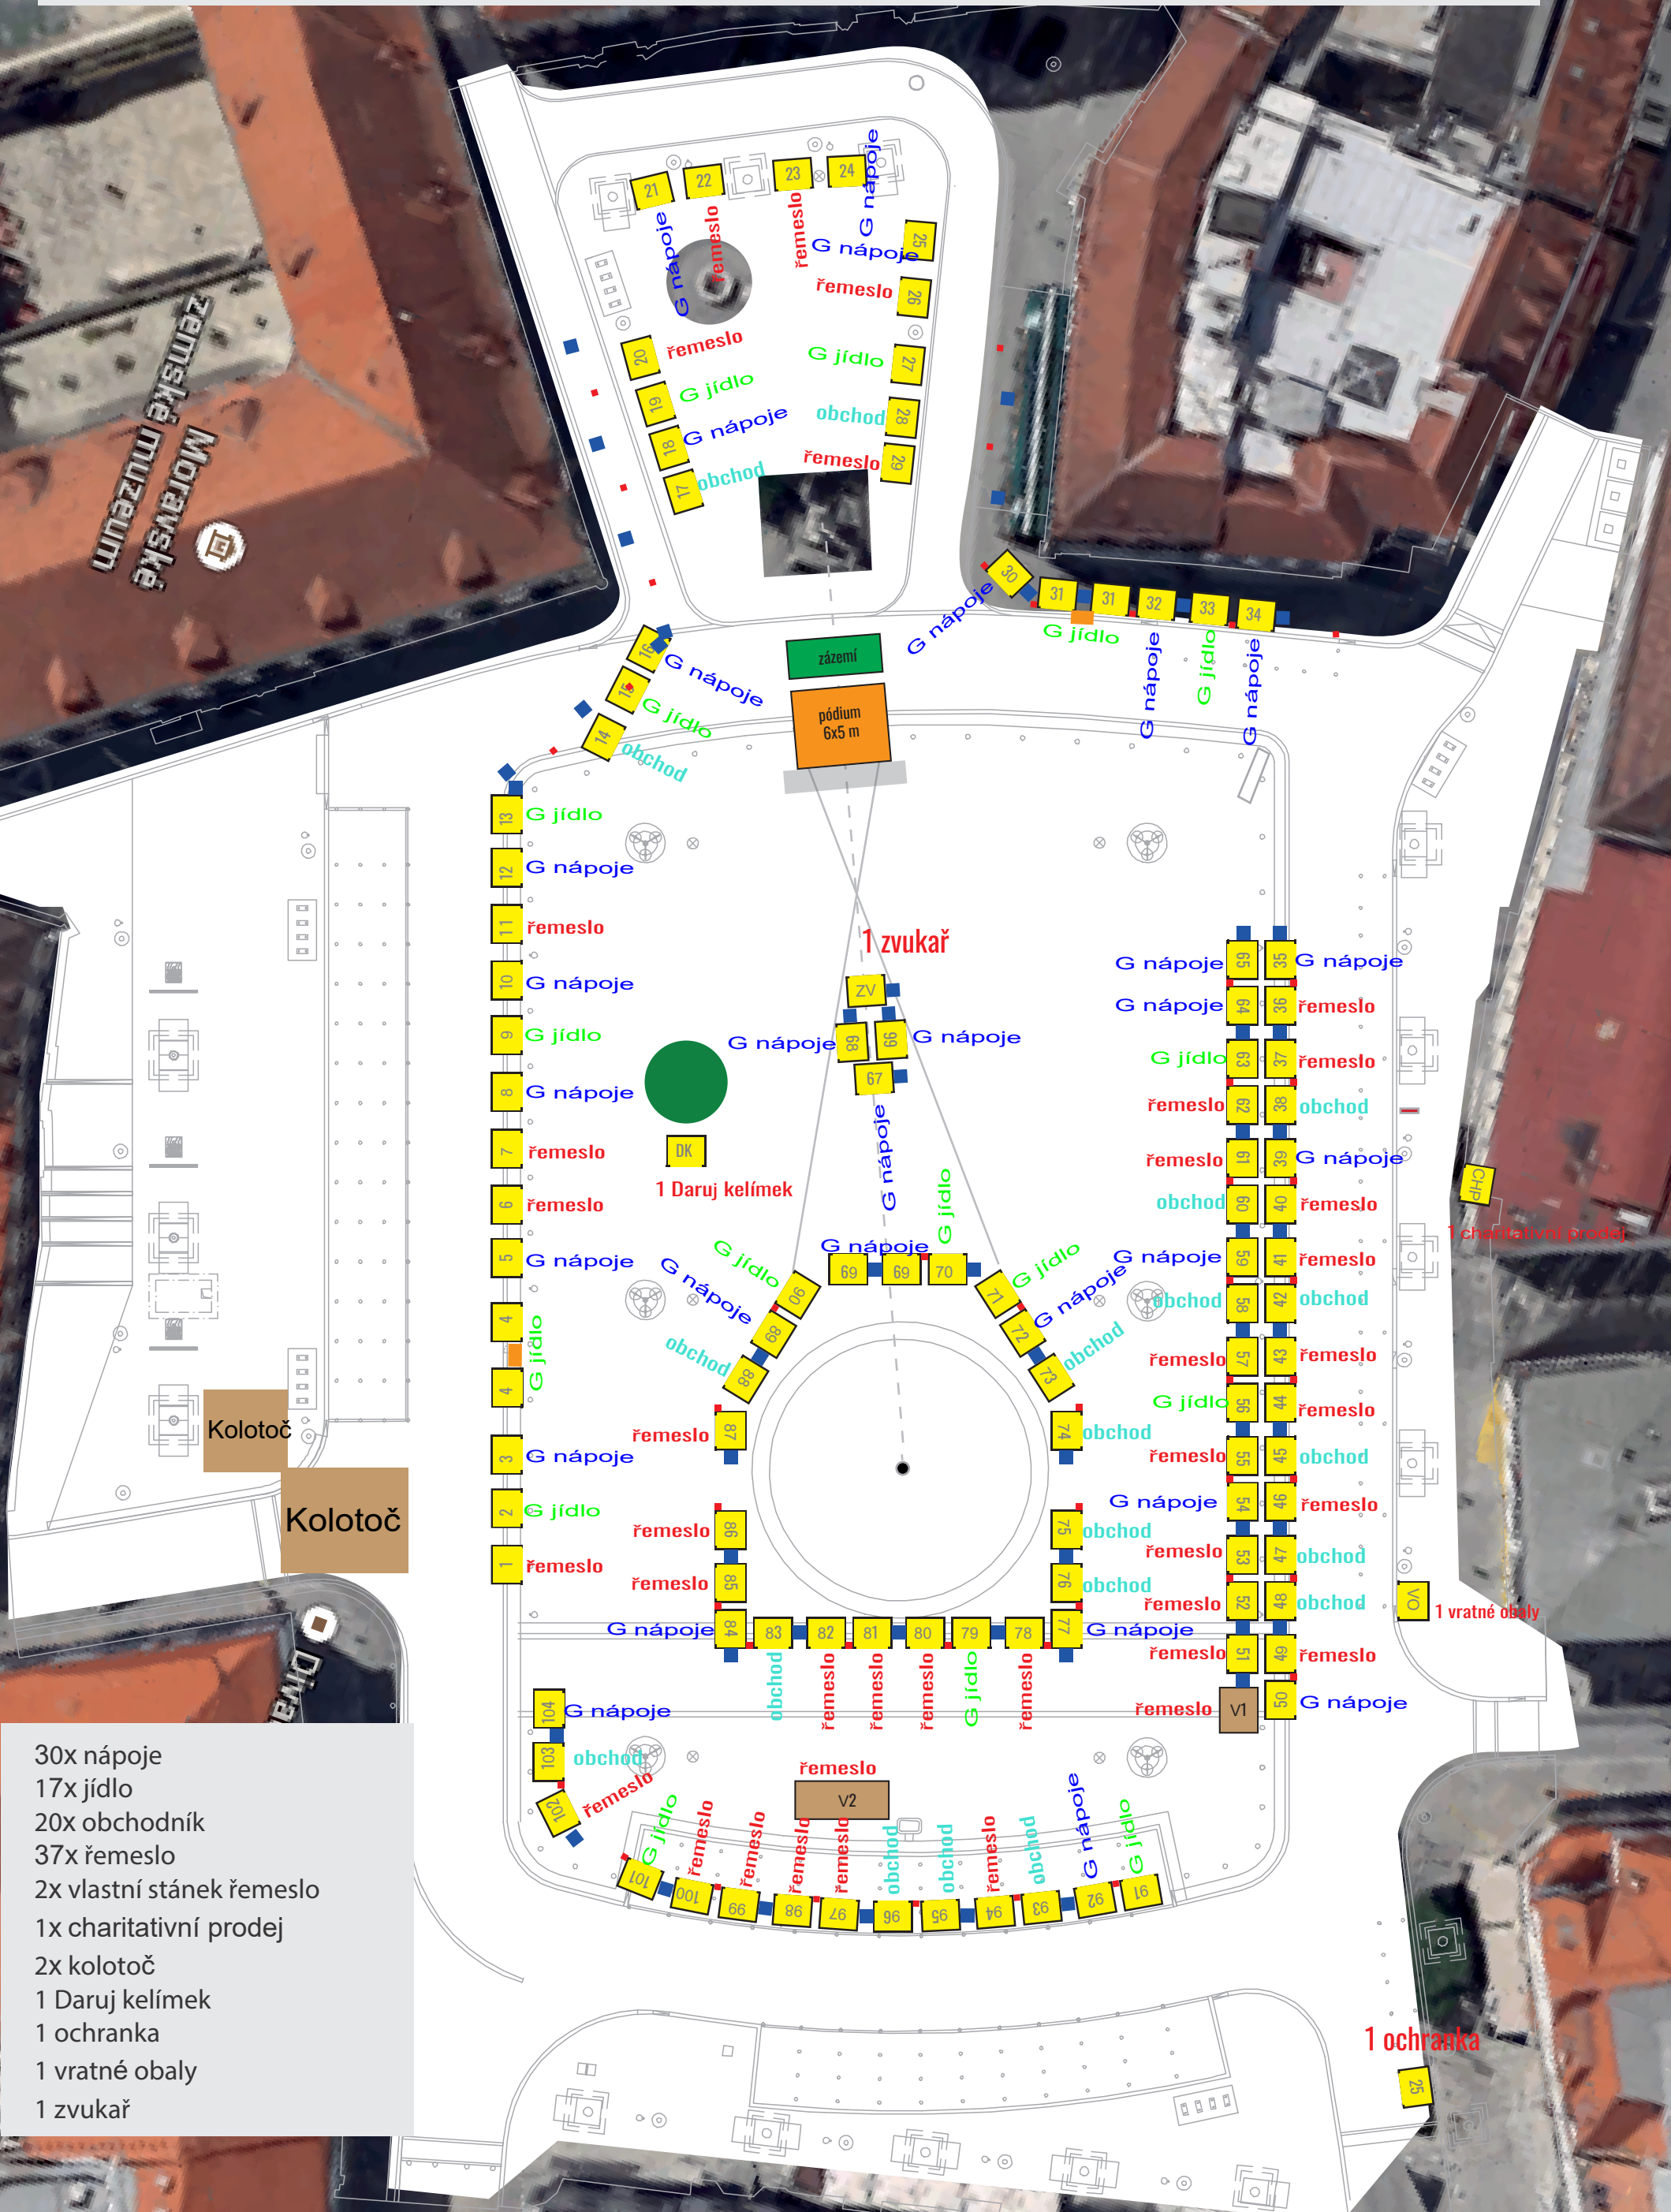 21
22
23
24
G nápoje
řemeslo
řemeslo
G nápoje
25
G nápoje
26
řemeslo
20
řemeslo
27
G jídlo
19
G jídlo
28
obchod
18
G nápoje
29
řemeslo
17
obchod
Moravské
zemské muzeum
30
G nápoje
31
31
G jídlo
32
G nápoje
33
G jídlo
34
G nápoje
16
G nápoje
15
G jídlo
14
obchod
zázemí
pódium
6x5 m
13
G jídlo
12
G nápoje
11
řemeslo
10
G nápoje
9
G jídlo
8
G nápoje
7
řemeslo
6
řemeslo
5
G nápoje
4
G jídlo
4
3
G nápoje
2
G jídlo
1
řemeslo
Kolotoč
Kolotoč
1 zvukař
ZV
G nápoje
68
66
G nápoje
67
G nápoje
DK
1 Daruj kelímek
G nápoje
69
69
70
G jídlo
71
G jídlo
72
G nápoje
73
obchod
74
obchod
75
obchod
76
obchod
77
G nápoje
90
G jídlo
89
G nápoje
88
obchod
87
řemeslo
86
řemeslo
85
řemeslo
84
G nápoje
83
obchod
82
řemeslo
81
řemeslo
80
řemeslo
79
G jídlo
78
řemeslo
G nápoje 65 35 G nápoje
G nápoje 64 36 řemeslo
G jídlo 63 37 řemeslo
řemeslo 62 38 obchod
řemeslo 61 39 G nápoje
obchod 60 40 řemeslo
G nápoje 59 41 řemeslo
obchod 58 42 obchod
řemeslo 57 43 řemeslo
G jídlo 56 44 řemeslo
řemeslo 55 45 obchod
G nápoje 54 46 řemeslo
řemeslo 53 47 obchod
řemeslo 52 48 obchod
řemeslo 51 49 řemeslo
řemeslo V1 50 G nápoje
CHP
1 charitativní prodej
VO
1 vratné obaly
104
G nápoje
103
obchod
102
řemeslo
řemeslo
V2
101
G jídlo
100
řemeslo
99
řemeslo
98
řemeslo
97
řemeslo
96
obchod
95
obchod
94
řemeslo
93
obchod
92
G nápoje
91
G jídlo
1 ochranka
25
30x nápoje
17x jídlo
20x obchodník
37x řemeslo
2x vlastní stánek řemeslo
1x charitativní prodej
2x kolotoč
1 Daruj kelímek
1 ochranka
1 vratné obaly
1 zvukař